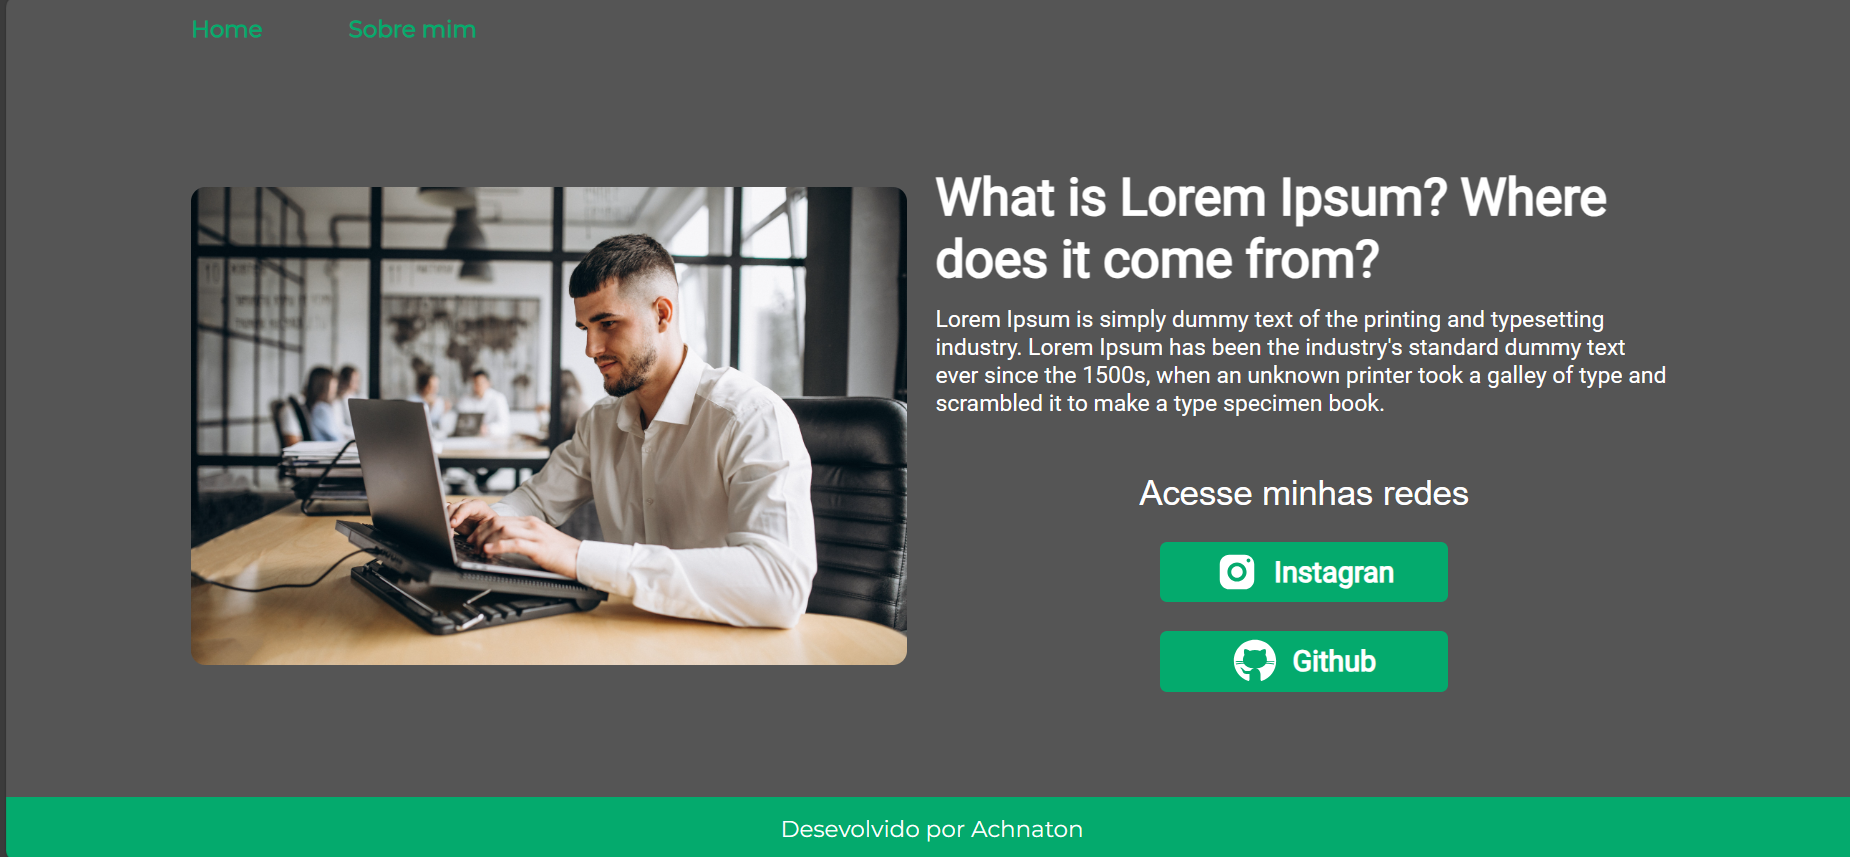 Home Sobre mim
What is Lorem Ipsum? Where
does it come from?
Lorem Ipsum is simply dummy text of the printing and typesetting
industry. Lorem Ipsum has been the industry's standard dummy text
ever since the 1500s, when an unknown printer took a galley of type and
scrambled it to make a type specimen book.
Acesse minhas redes
Instagran
Github
Desevolvido por Achnaton